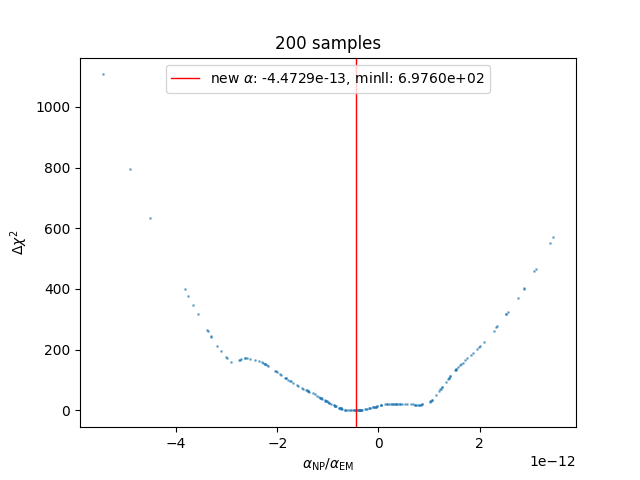 200 samples
new α: -4.4729e-13, minll: 6.9760e+02
1000
800
600
400
200
0
Δχ²
−4
−2
0
2
1e−12
α_NP/α_EM